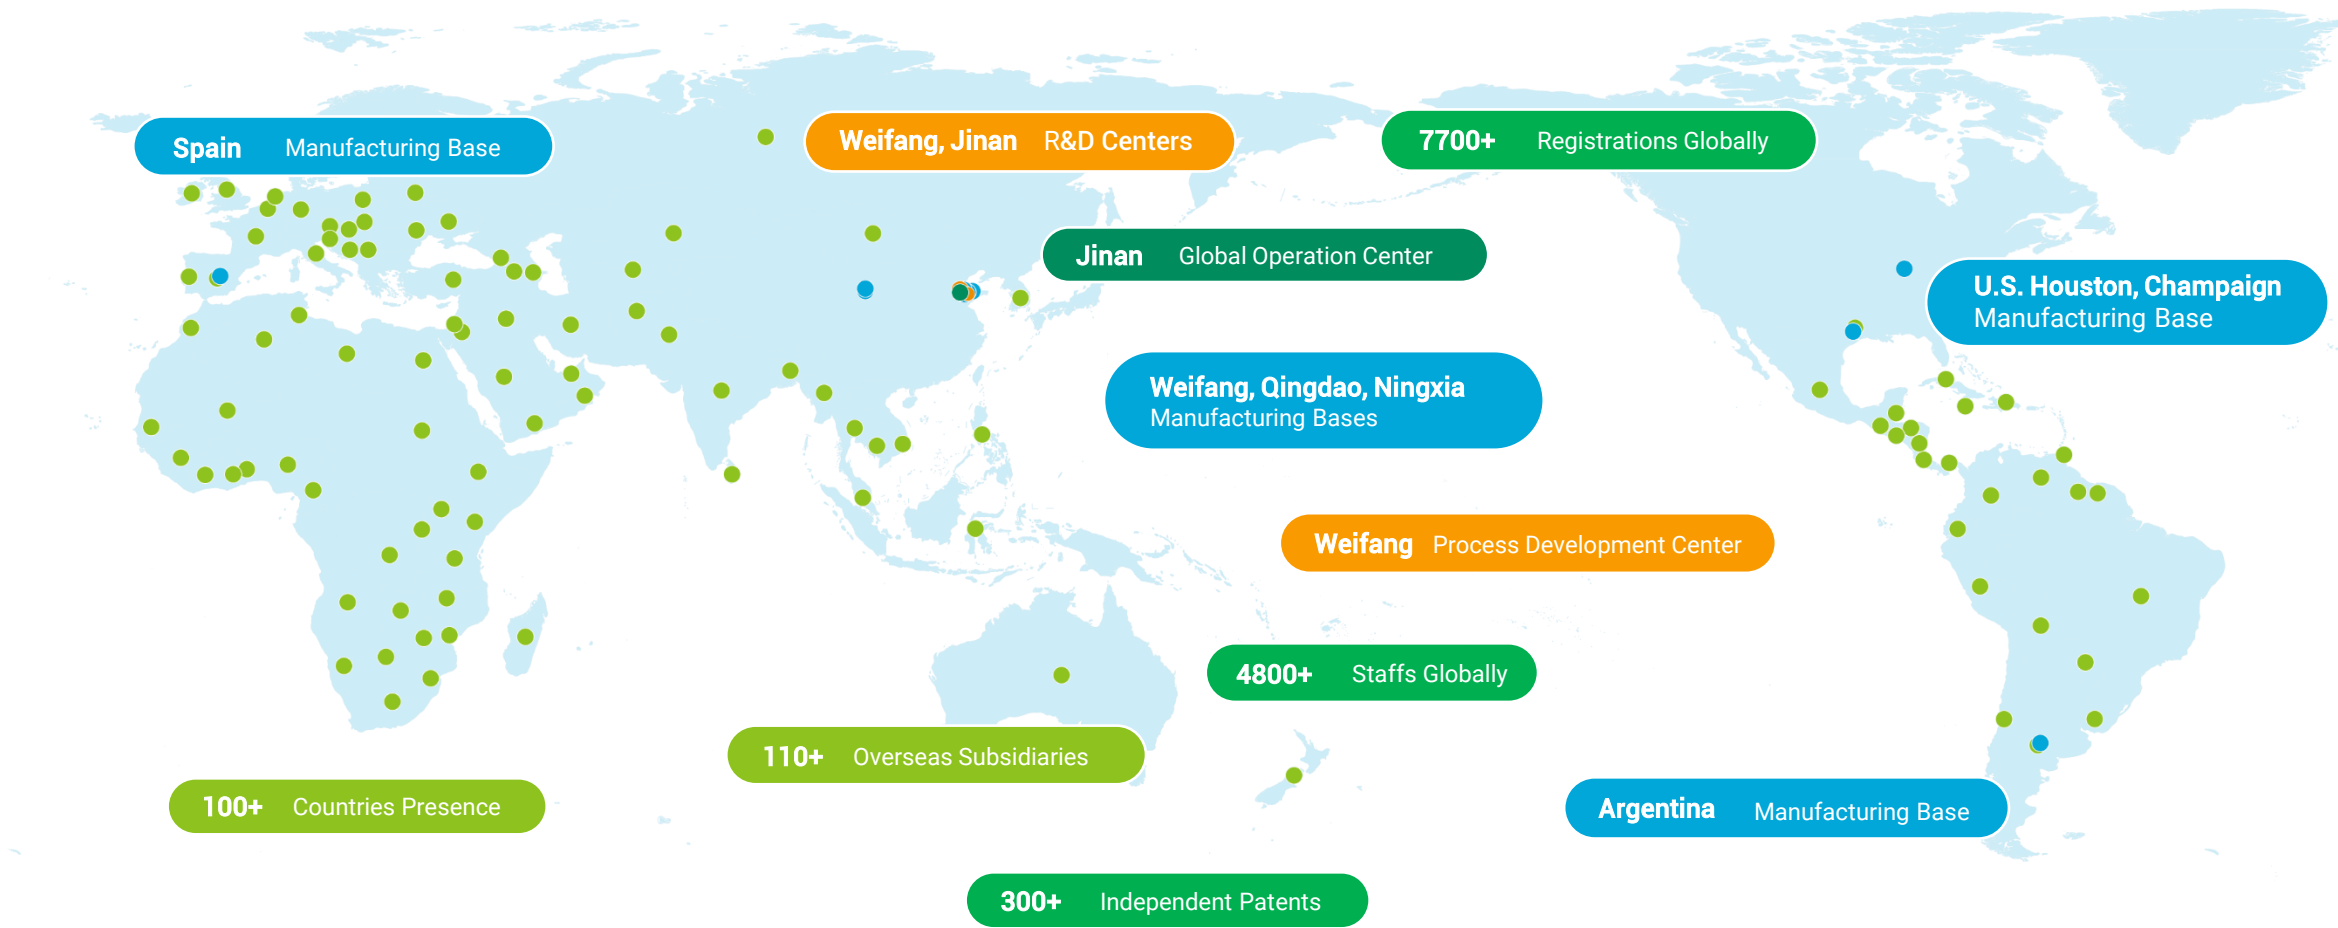 Spain Manufacturing Base
Weifang, Jinan R&D Centers
7700+ Registrations Globally
Jinan Global Operation Center
U.S. Houston, Champaign
Manufacturing Base
Weifang, Qingdao, Ningxia
Manufacturing Bases
Weifang Process Development Center
4800+ Staffs Globally
110+ Overseas Subsidiaries
100+ Countries Presence
Argentina Manufacturing Base
300+ Independent Patents